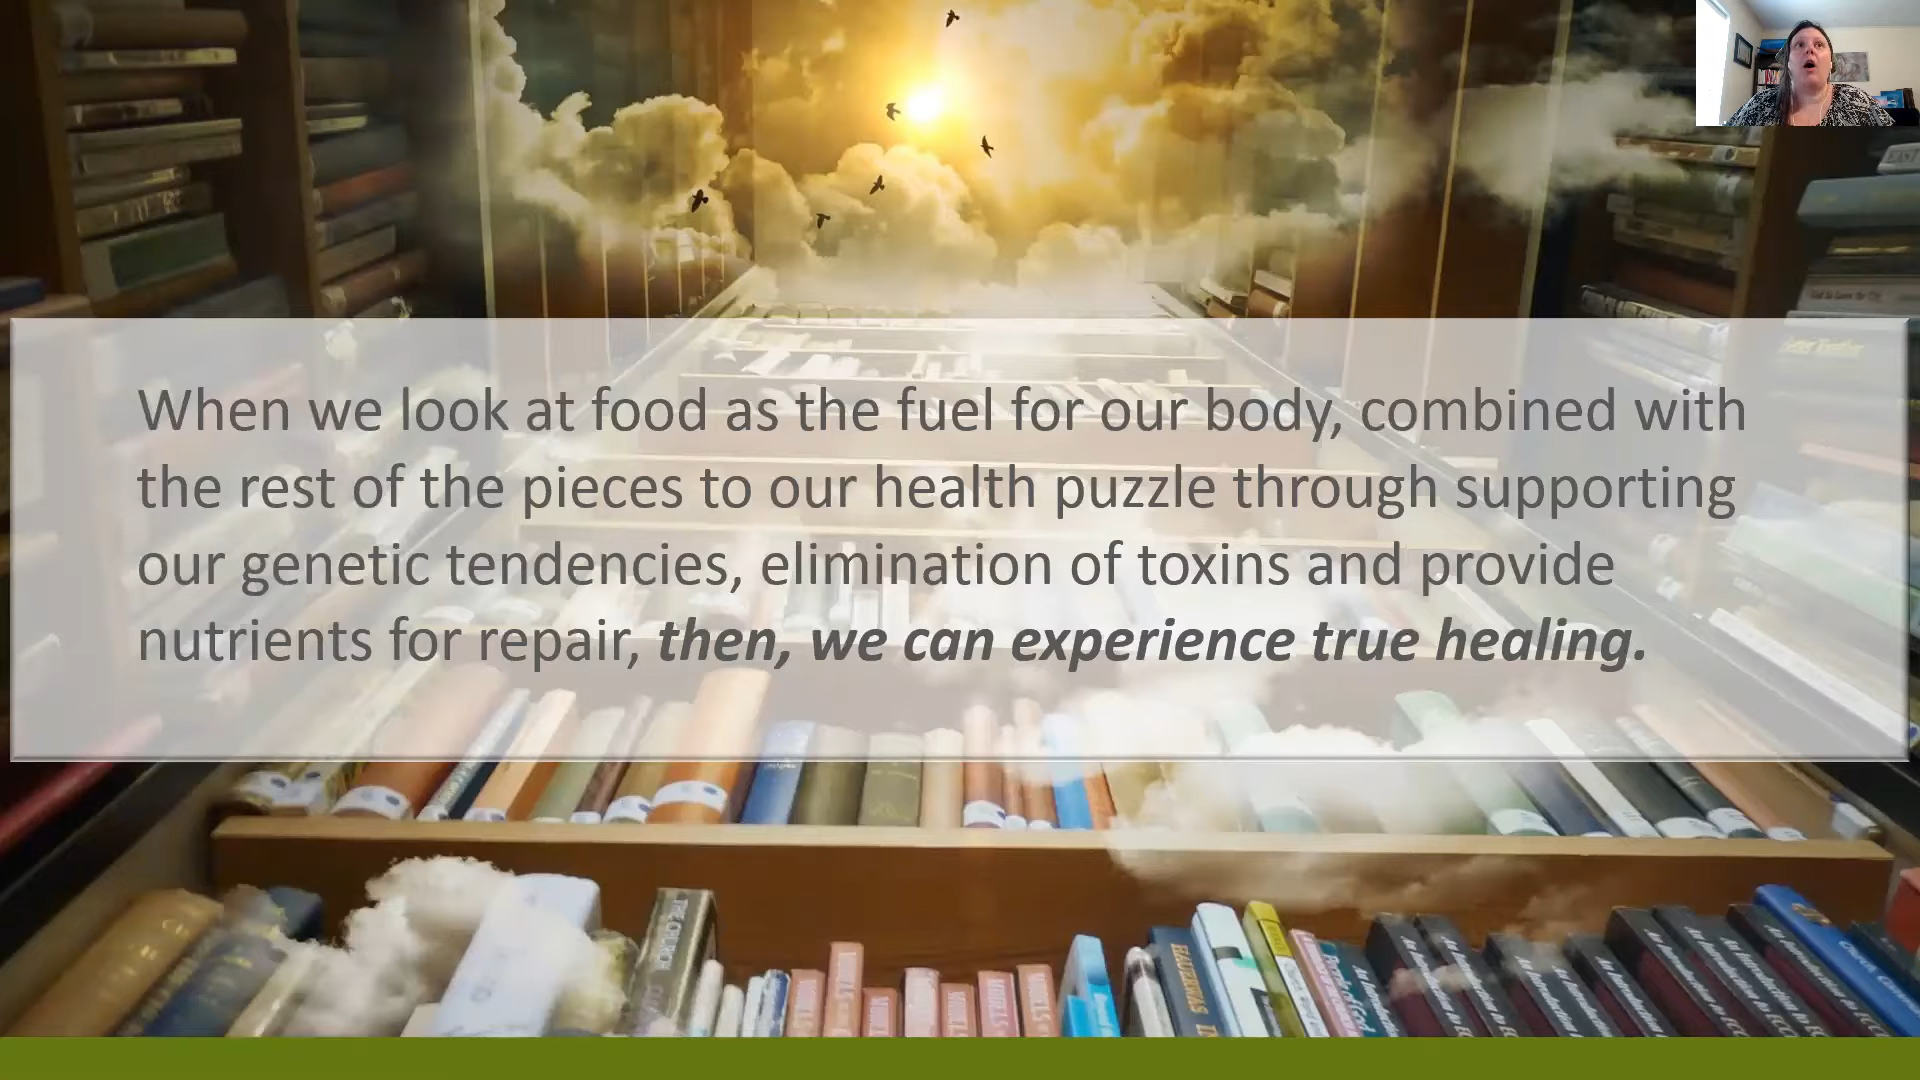 When we look at food as the fuel for our body, combined with
the rest of the pieces to our health puzzle through supporting
our genetic tendencies, elimination of toxins and provide
nutrients for repair, then, we can experience true healing.
THE CHURCH